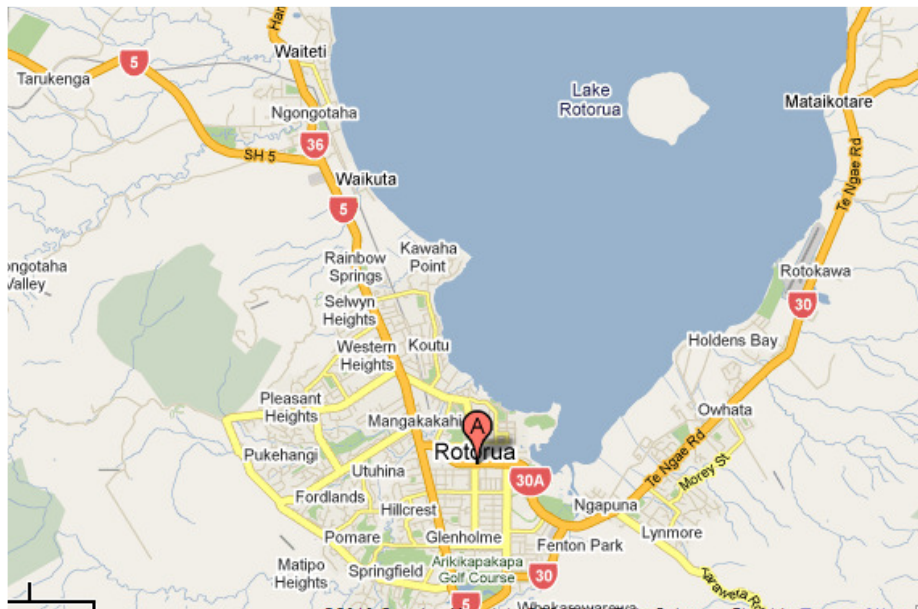 Waiteti
5
Tarukenga
Lake
Rotorua
Mataikotare
Ngongotaha
36
SH 5
Te Ngae Rd
Waikuta
5
Kawaha
Point
Rainbow
Springs
Valley
Rotokawa
30
Selwyn
Heights
Koutu
Western
Heights
Holdens Bay
Pleasant
Heights
Mangakakahi
A
Owhata
Rotorua
Pukehangi
Utuhina
Te Ngae Rd
Morey St
30A
Fordlands
Hillcrest
Ngapuna
Lynmore
Pomare
Glenholme
Fenton Park
Matipo
Heights
Springfield
Arikikapakapa
Golf Course
30
5